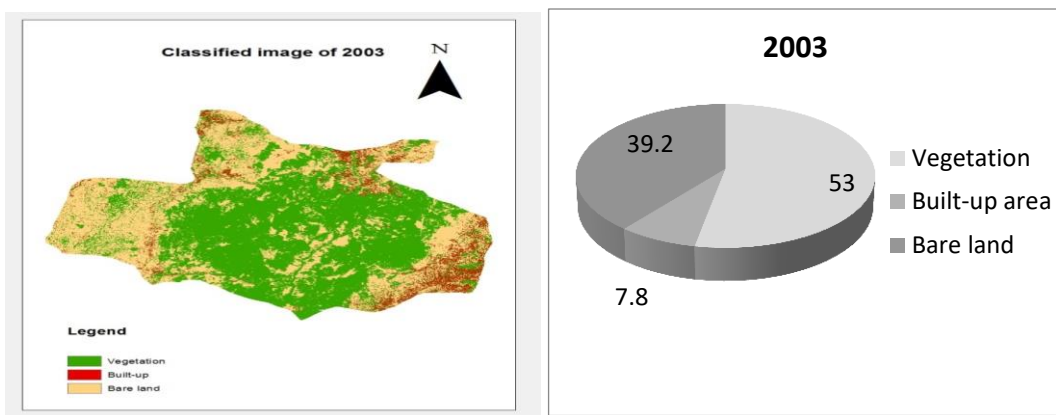 Classified image of 2003
N
Legend
Vegetation
Built-up
Bare land
2003
39.2
53
7.8
Vegetation
Built-up area
Bare land